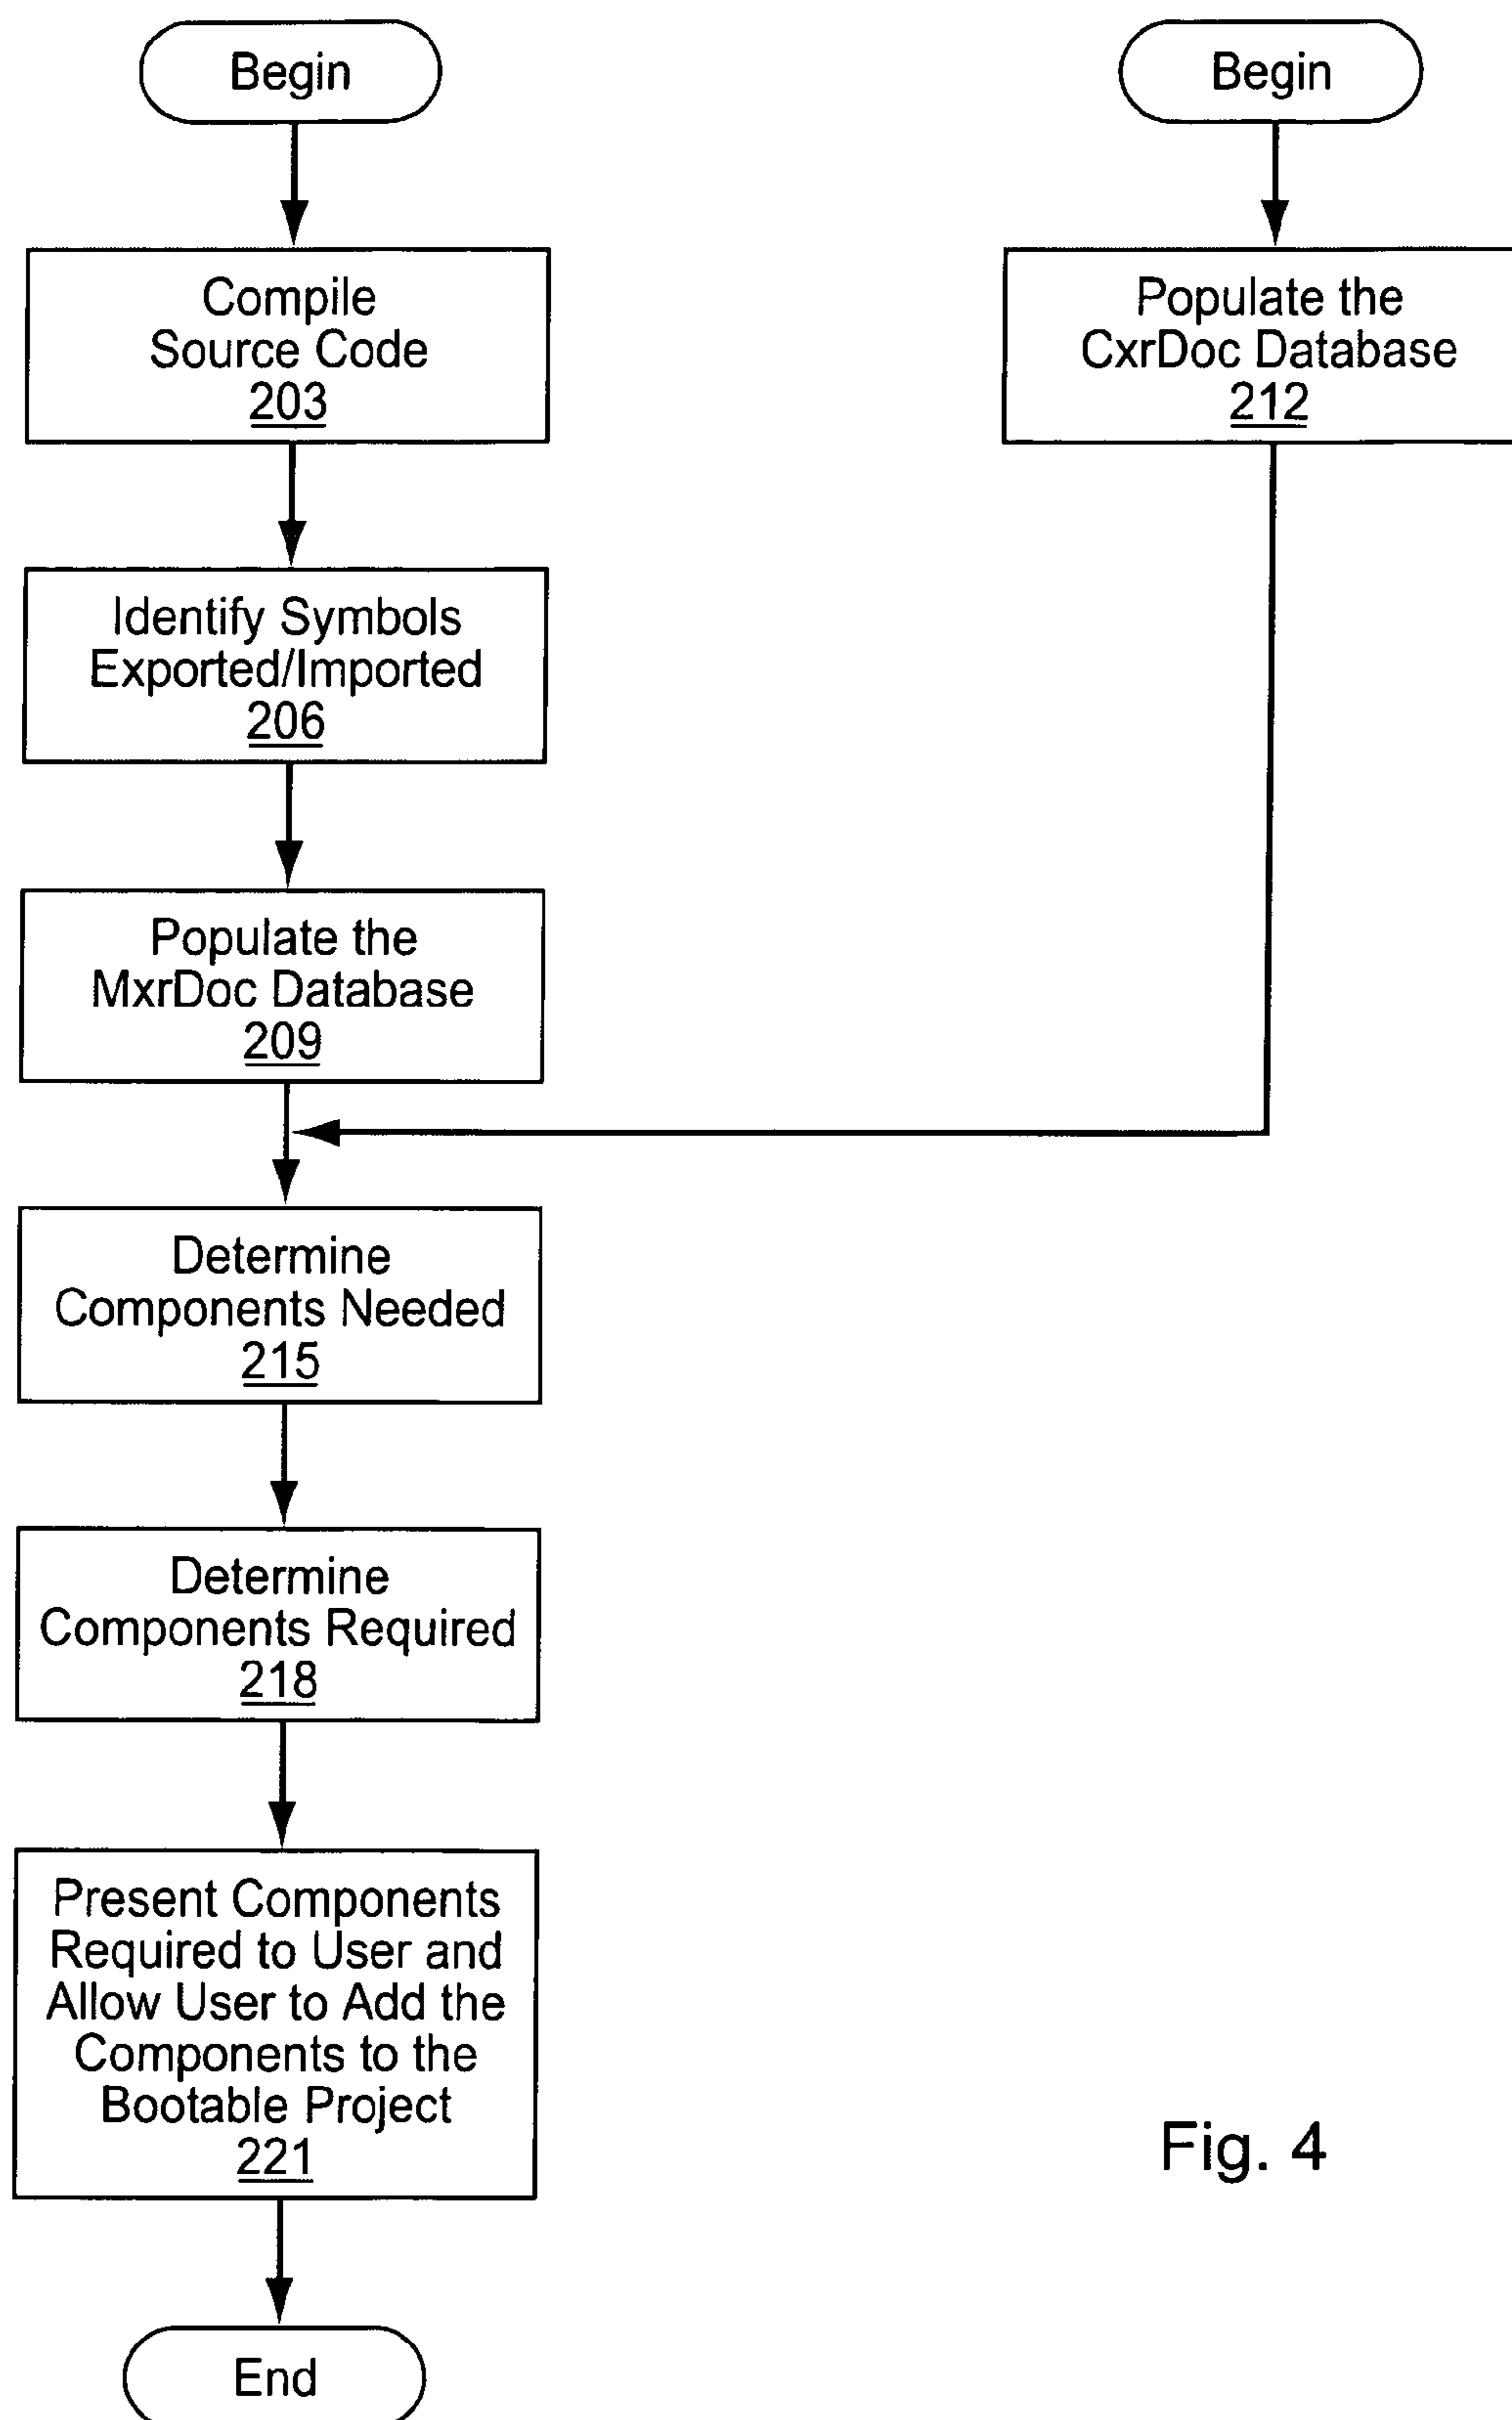 Begin
Compile
Source Code
203
Identify Symbols
Exported/Imported
206
Populate the
MxrDoc Database
209
Begin
Populate the
CxrDoc Database
212
Determine
Components Needed
215
Determine
Components Required
218
Present Components
Required to User and
Allow User to Add the
Components to the
Bootable Project
221
End
Fig. 4